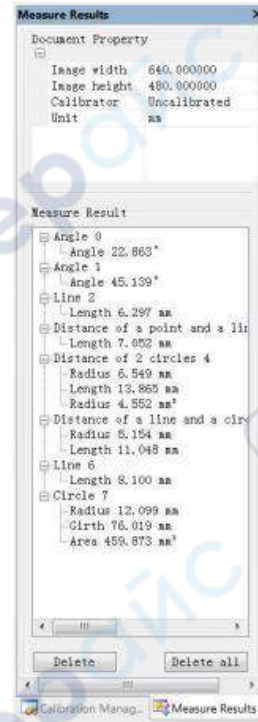 Measure Results
Document Property
Image width 640.000000
Image height 480.000000
Calibrator Uncalibrated
Unit mm
Measure Result
Angle 0
Angle 22.863°
Angle 1
Angle 45.139°
Line 2
Length 6.297 mm
Distance of a point and a lin
Length 7.052 mm
Distance of 2 circles 4
Radius 6.549 mm
Length 13.865 mm
Radius 4.552 mm²
Distance of a line and a circ
Radius 5.154 mm
Length 11.048 mm
Line 6
Length 8.100 mm
Circle 7
Radius 12.099 mm
Girth 76.019 mm
Area 459.873 mm²
Delete Delete all
Calibration Manag... Measure Results